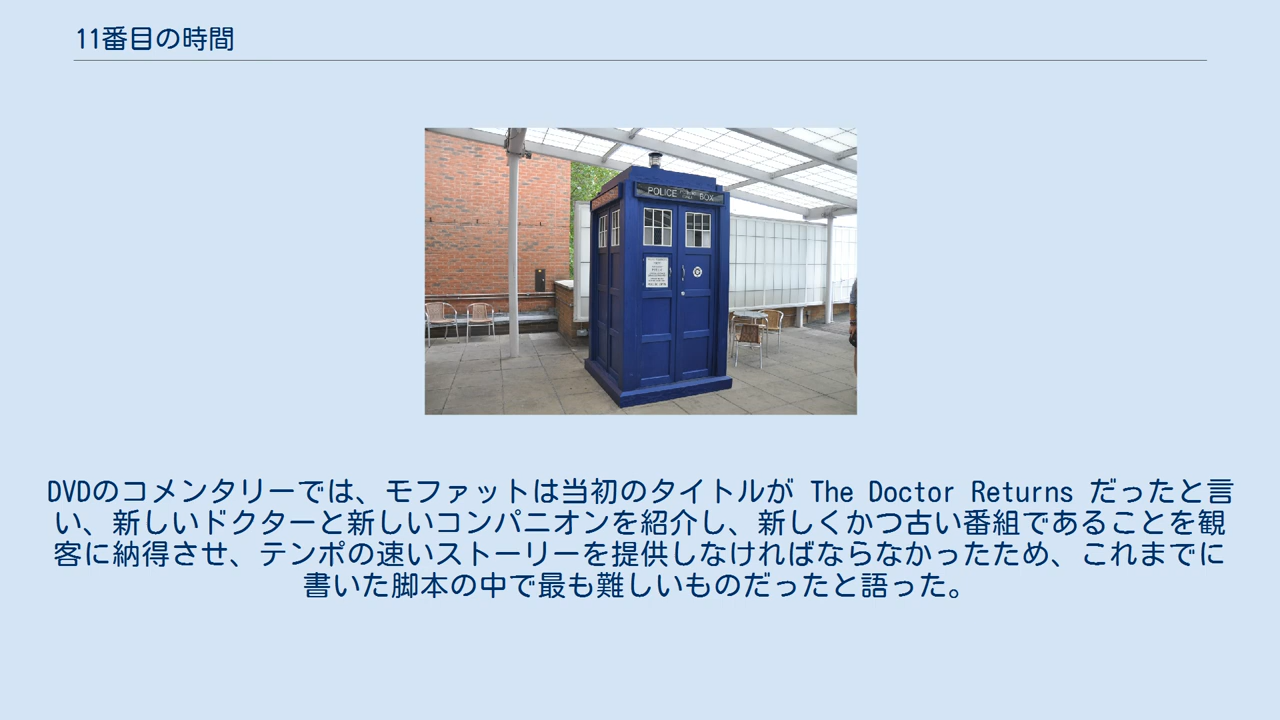 11番目の時間
POLICE BOX
DVDのコメンタリーでは、モファットは当初のタイトルが The Doctor Returns だったと言
い、新しいドクターと新しいコンパニオンを紹介し、新しくかつ古い番組であることを観
客に納得させ、テンポの速いストーリーを提供しなければならなかったため、これまでに
書いた脚本の中で最も難しいものだったと語った。